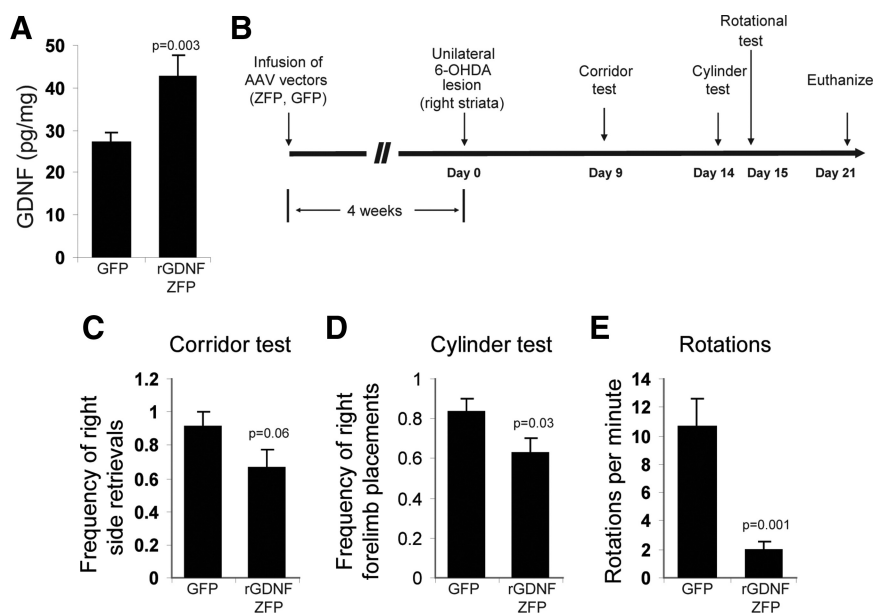 A
GDNF (pg/mg)
50
40
30
20
10
0
p=0.003
GFP
rGDNF
ZFP
B
Infusion of
AAV vectors
(ZFP, GFP)
Unilateral
6-OHDA
lesion
(right striata)
Corridor
test
Cylinder
test
Rotational
test
Euthanize
Day 0
Day 9
Day 14
Day 15
Day 21
4 weeks
C
Corridor test
Frequency of right
side retrievals
1.2
1
0.8
0.6
0.4
0.2
0
p=0.06
GFP
rGDNF
ZFP
D
Cylinder test
Frequency of right
forelimb placements
1
0.8
0.6
0.4
0.2
0
p=0.03
GFP
rGDNF
ZFP
E
Rotations
Rotations per minute
14
12
10
8
6
4
2
0
p=0.001
GFP
rGDNF
ZFP